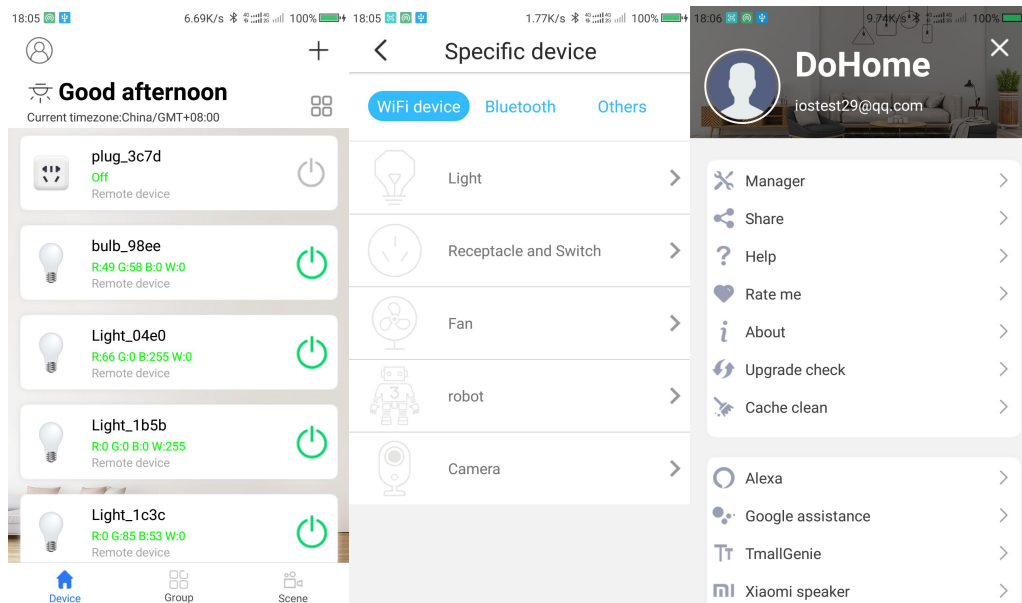 18:05 6.69K/s 100%
Good afternoon
Current timezone:China/GMT+08:00
plug_3c7d
Off
Remote device
bulb_98ee
R:49 G:58 B:0 W:0
Remote device
Light_04e0
R:66 G:0 B:255 W:0
Remote device
Light_1b5b
R:0 G:0 B:0 W:255
Remote device
Light_1c3c
R:0 G:85 B:53 W:0
Remote device
Device Group Scene
18:05 1.77K/s 100%
Specific device
WiFi device Bluetooth Others
Light
Receptacle and Switch
Fan
robot
Camera
18:06 9.74K/s 100%
DoHome
iostest29@qq.com
Manager
Share
Help
Rate me
About
Upgrade check
Cache clean
Alexa
Google assistance
TmallGenie
Xiaomi speaker